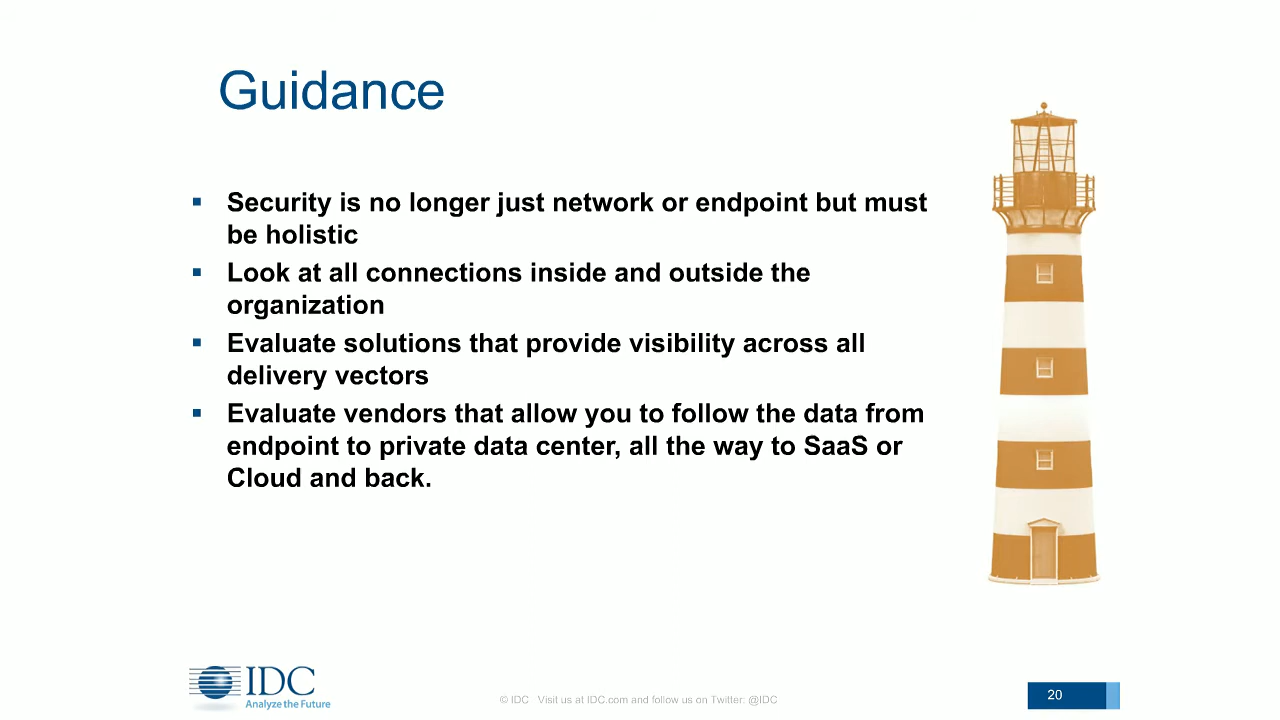 Guidance
▪ Security is no longer just network or endpoint but must
be holistic
▪ Look at all connections inside and outside the
organization
▪ Evaluate solutions that provide visibility across all
delivery vectors
▪ Evaluate vendors that allow you to follow the data from
endpoint to private data center, all the way to SaaS or
Cloud and back.
IDC
Analyze the Future
© IDC Visit us at IDC.com and follow us on Twitter: @IDC
20